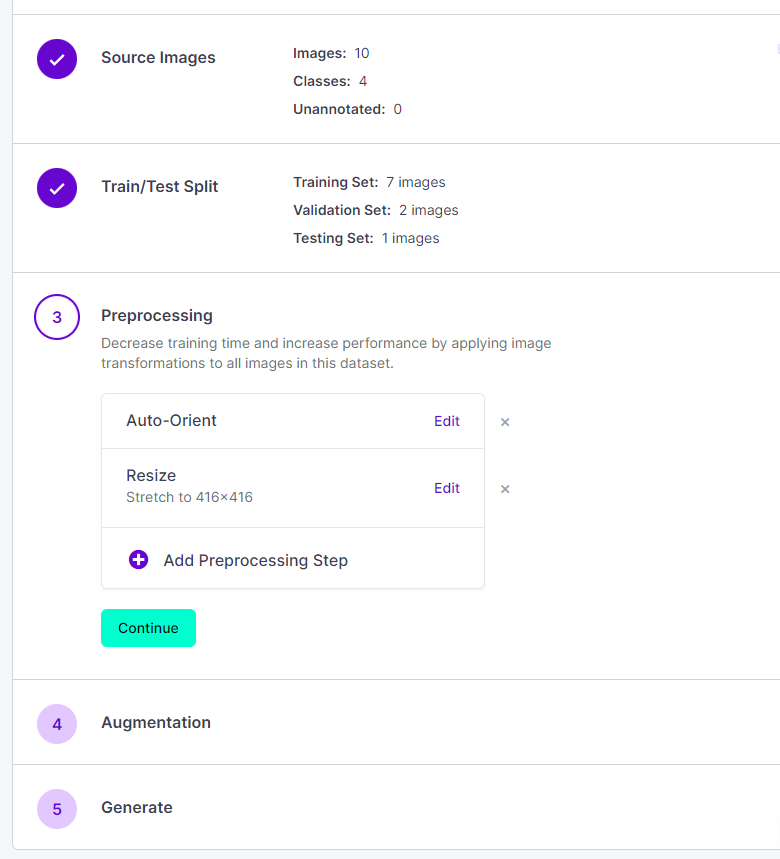 Source Images
Images: 10
Classes: 4
Unannotated: 0
Train/Test Split
Training Set: 7 images
Validation Set: 2 images
Testing Set: 1 images
3
Preprocessing
Decrease training time and increase performance by applying image
transformations to all images in this dataset.
Auto-Orient Edit ×
Resize
Stretch to 416×416
Edit ×
Add Preprocessing Step
Continue
4 Augmentation
5 Generate